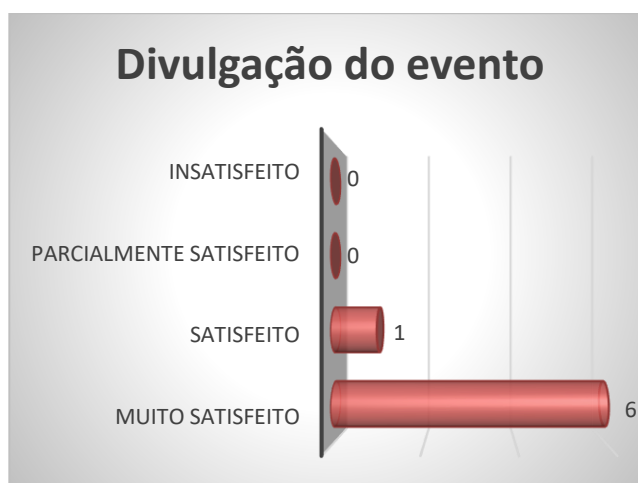 Divulgação do evento
INSATISFEITO 0
PARCIALMENTE SATISFEITO 0
SATISFEITO 1
MUITO SATISFEITO 6